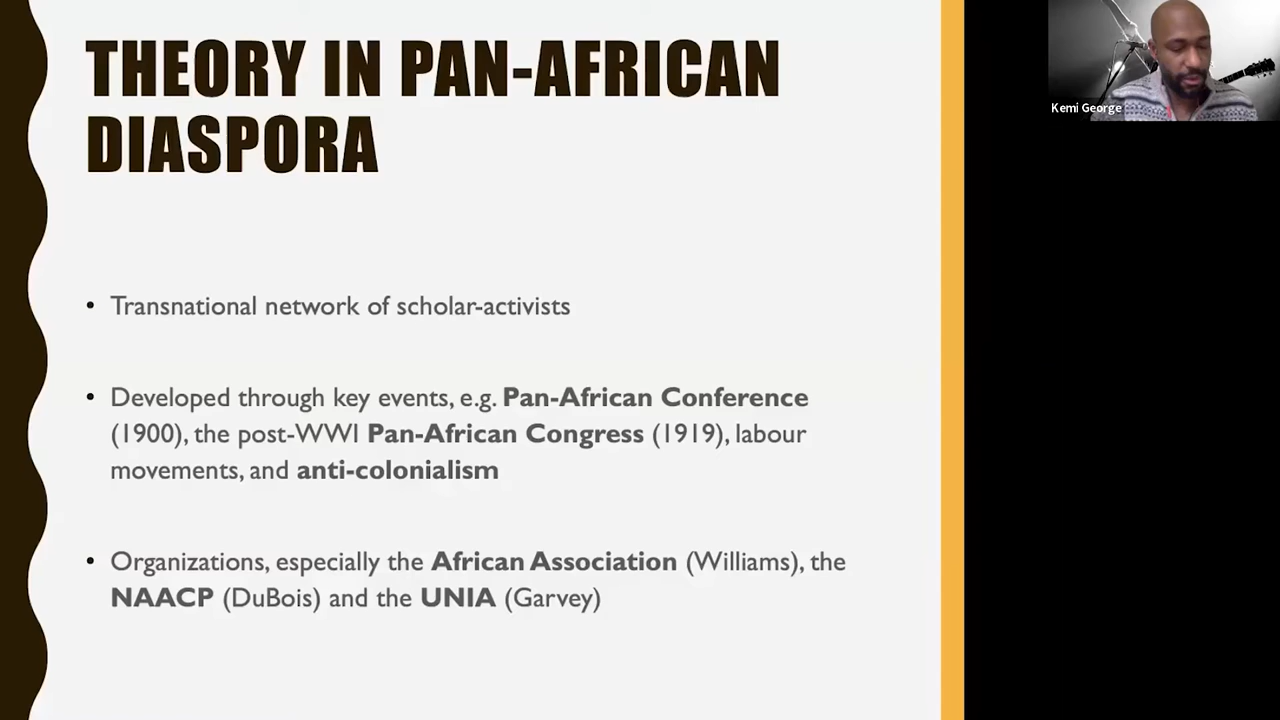 THEORY IN PAN-AFRICAN
DIASPORA
• Transnational network of scholar-activists
• Developed through key events, e.g. Pan-African Conference
(1900), the post-WWI Pan-African Congress (1919), labour
movements, and anti-colonialism
• Organizations, especially the African Association (Williams), the
NAACP (DuBois) and the UNIA (Garvey)
Kemi George